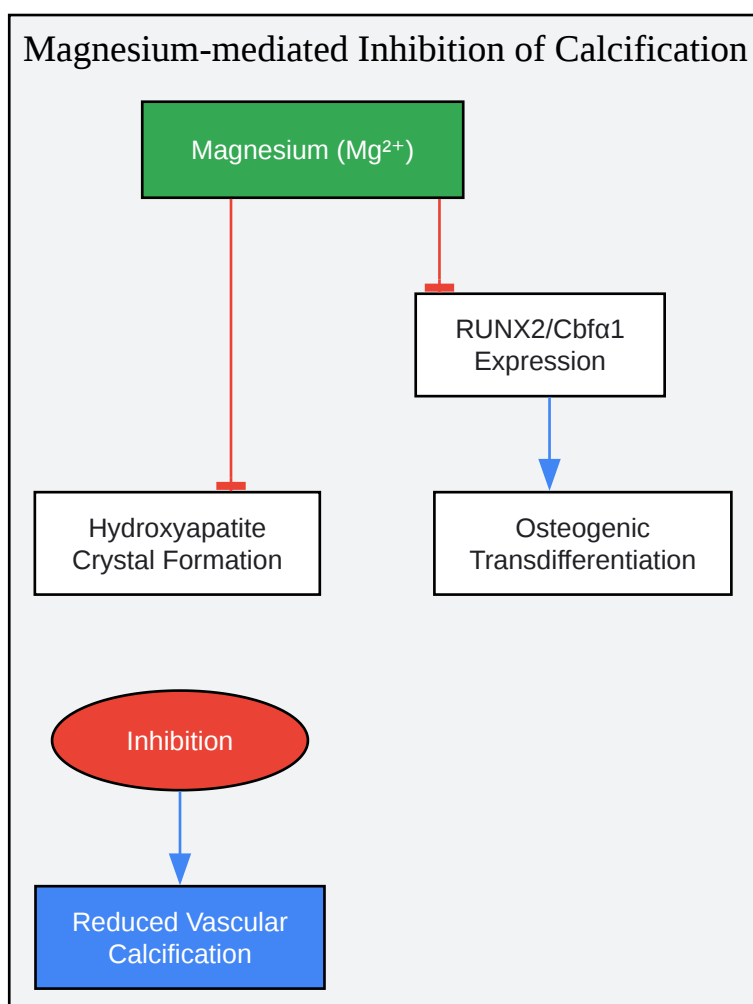 Magnesium-mediated Inhibition of Calcification
Magnesium (Mg²⁺)
RUNX2/Cbfα1
Expression
Hydroxyapatite
Crystal Formation
Osteogenic
Transdifferentiation
Inhibition
Reduced Vascular
Calcification